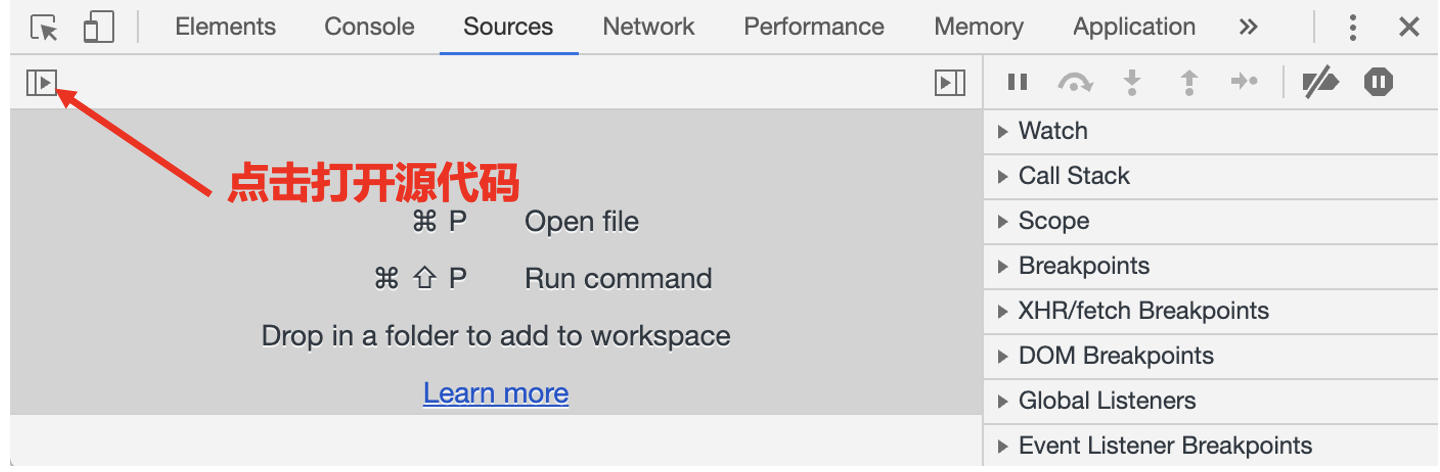 Elements Console Sources Network Performance Memory Application »
点击打开源代码
⌘ P Open file
⌘ ⇧ P Run command
Drop in a folder to add to workspace
Learn more
Watch
Call Stack
Scope
Breakpoints
XHR/fetch Breakpoints
DOM Breakpoints
Global Listeners
Event Listener Breakpoints